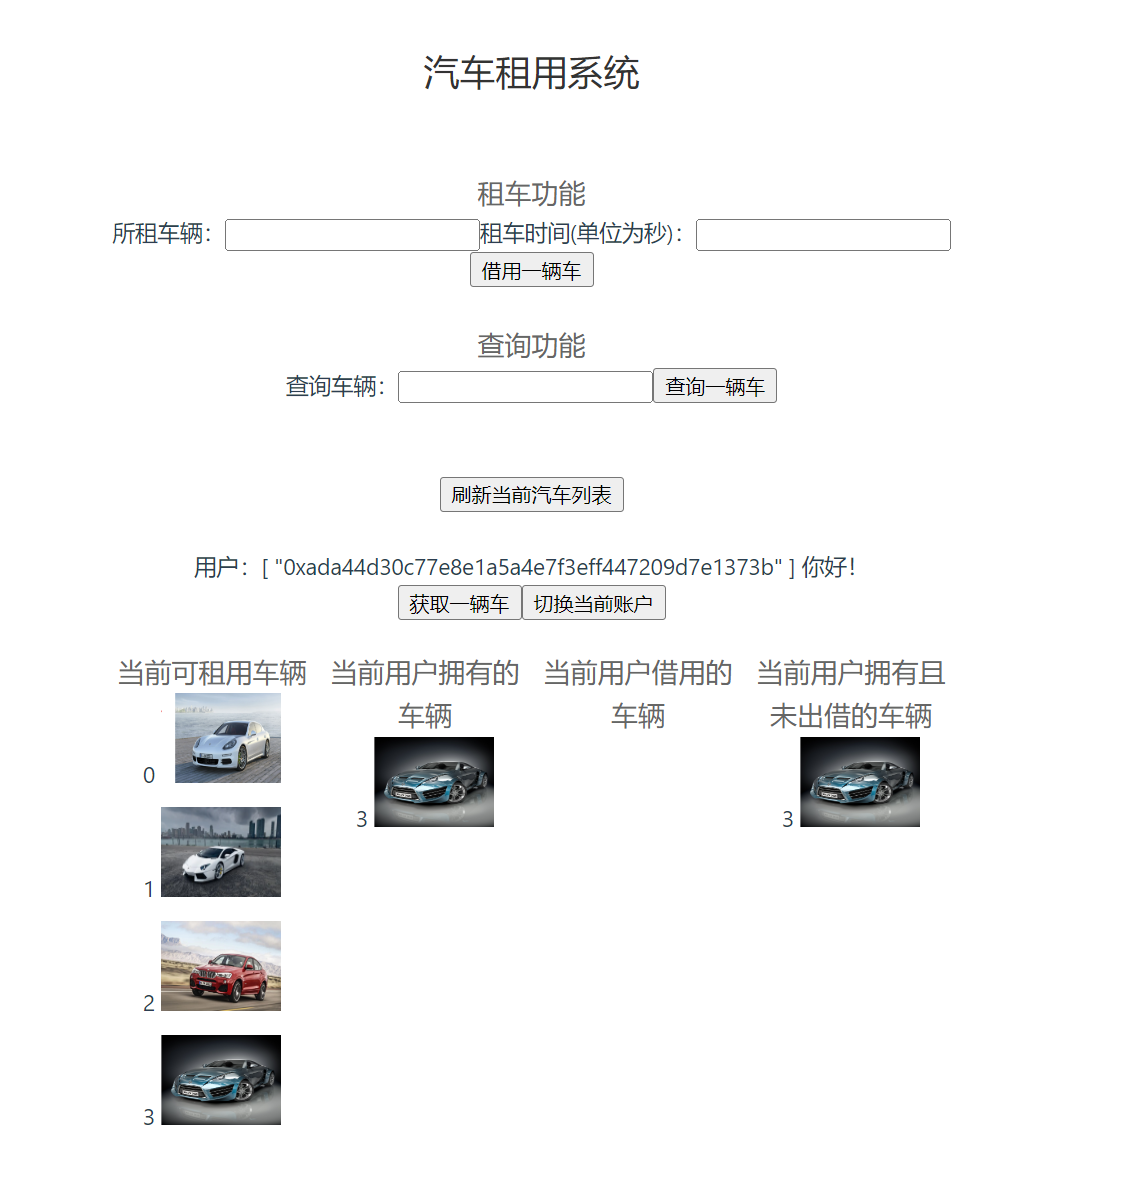 汽车租用系统
租车功能
所租车辆：租车时间(单位为秒)：
借用一辆车
查询功能
查询车辆：查询一辆车
刷新当前汽车列表
用户：[ "0xada44d30c77e8e1a5a4e7f3eff447209d7e1373b" ] 你好！
获取一辆车 切换当前账户
当前可租用车辆
0
1
2
3
当前用户拥有的
车辆
3
当前用户借用的
车辆
当前用户拥有且
未出借的车辆
3